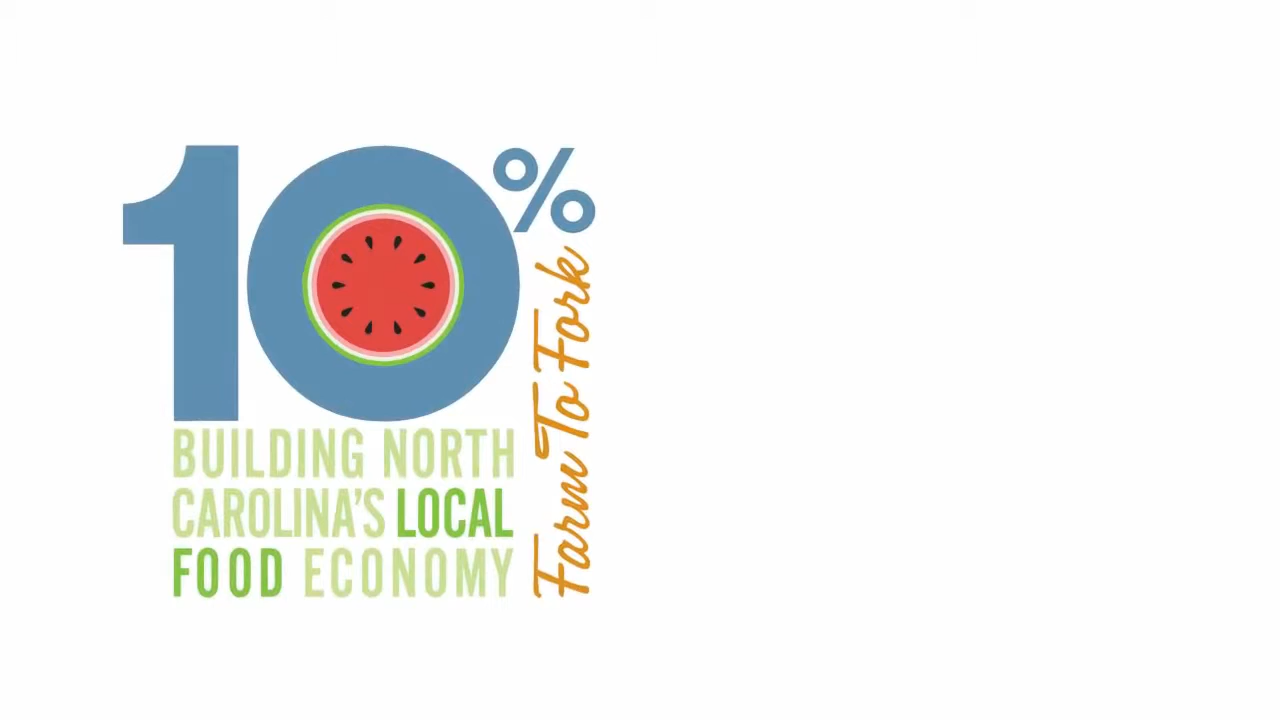 10%
BUILDING NORTH
CAROLINA'S LOCAL
FOOD ECONOMY
Farm To Fork